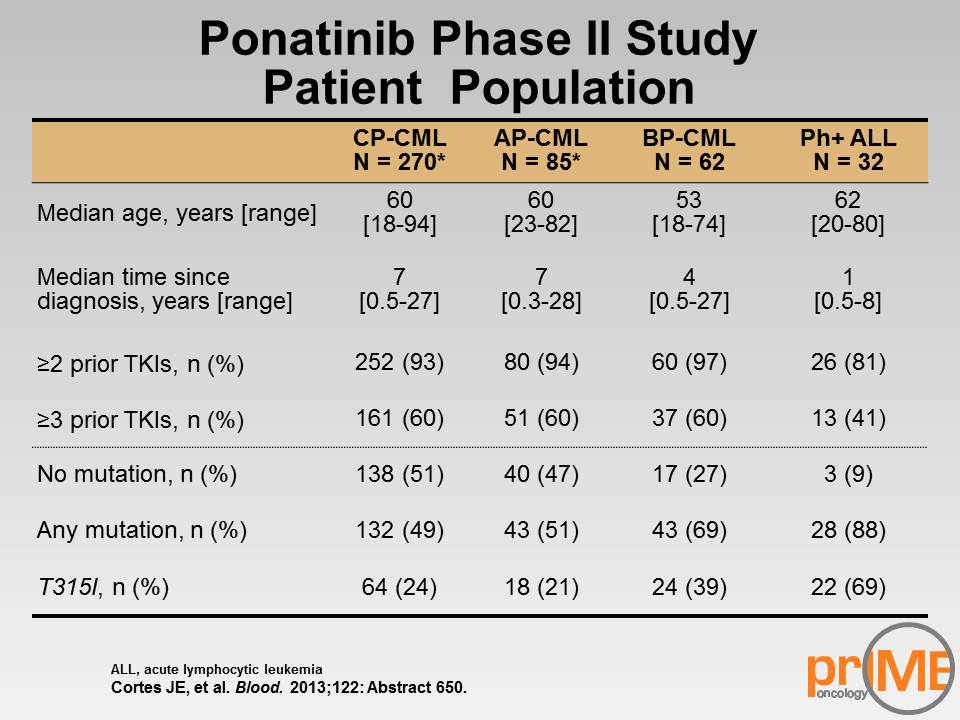 Ponatinib Phase II Study
Patient Population
CP-CML AP-CML BP-CML Ph+ ALL
N = 270* N = 85* N = 62 N = 32
Median age, years [range] 60 60 53 62
[18-94] [23-82] [18-74] [20-80]
Median time since 7 7 4 1
diagnosis, years [range] [0.5-27] [0.3-28] [0.5-27] [0.5-8]
≥2 prior TKIs, n (%) 252 (93) 80 (94) 60 (97) 26 (81)
≥3 prior TKIs, n (%) 161 (60) 51 (60) 37 (60) 13 (41)
No mutation, n (%) 138 (51) 40 (47) 17 (27) 3 (9)
Any mutation, n (%) 132 (49) 43 (51) 43 (69) 28 (88)
T315I, n (%) 64 (24) 18 (21) 24 (39) 22 (69)
ALL, acute lymphocytic leukemia
Cortes JE, et al. Blood. 2013;122: Abstract 650.
prIME
oncology